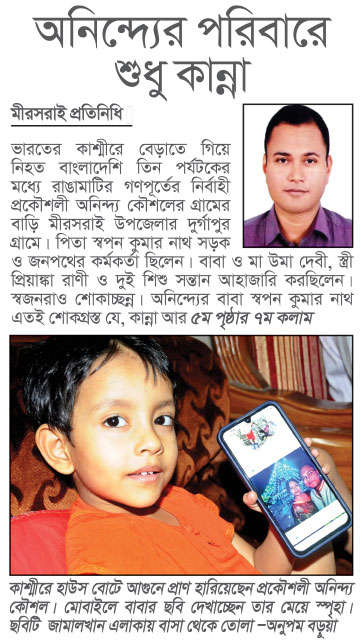 অনিন্দ্যের পরিবারে
শুধু কান্না
মীরসরাই প্রতিনিধি
ভারতের কাশ্মীরে বেড়াতে গিয়ে
নিহত বাংলাদেশি তিন পর্যটকের
মধ্যে রাঙামাটির গণপূর্তের নির্বাহী
প্রকৌশলী অনিন্দ্য কৌশলের গ্রামের
বাড়ি মীরসরাই উপজেলার দুর্গাপুর
গ্রামে। পিতা স্বপন কুমার নাথ সড়ক
ও জনপথের কর্মকর্তা ছিলেন। বাবা ও মা উমা দেবী, স্ত্রী
প্রিয়াঙ্কা রাণী ও দুই শিশু সন্তান আহাজারি করছিলেন।
স্বজনরাও শোকাচ্ছন্ন। অনিন্দ্যের বাবা স্বপন কুমার নাথ
এতই শোকগ্রস্ত যে, কান্না আর ৫ম পৃষ্ঠার ৭ম কলাম
কাশ্মীরে হাউস বোটে আগুনে প্রাণ হারিয়েছেন প্রকৌশলী অনিন্দ্য
কৌশল। মোবাইলে বাবার ছবি দেখাচ্ছেন তার মেয়ে স্পৃহা।
ছবিটি জামালখান এলাকায় বাসা থেকে তোলা –অনুপম বড়ুয়া